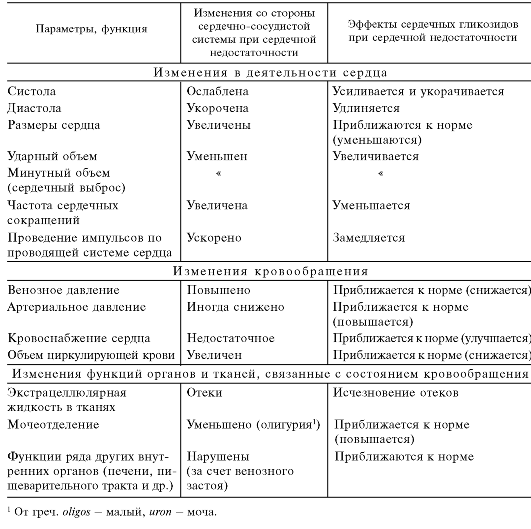 Параметры, функция
Изменения со стороны
сердечно-сосудистой
системы при сердечной
недостаточности
Эффекты сердечных гликозидов
при сердечной недостаточности
Изменения в деятельности сердца
Систола Ослаблена Усиливается и укорачивается
Диастола Укорочена Удлиняется
Размеры сердца Увеличены Приближаются к норме
(уменьшаются)
Ударный объем Уменьшен Увеличивается
Минутный объем « «
(сердечный выброс)
Частота сердечных Увеличена Уменьшается
сокращений
Проведение импульсов по Ускорено Замедляется
проводящей системе сердца
Изменения кровообращения
Венозное давление Повышено Приближается к норме (снижается)
Артериальное давление Иногда снижено Приближается к норме
(повышается)
Кровоснабжение сердца Недостаточное Приближается к норме (улучшается)
Объем циркулирующей крови Увеличен Приближается к норме (снижается)
Изменения функций органов и тканей, связанные с состоянием кровообращения
Экстрацеллюлярная Отеки Исчезновение отеков
жидкость в тканях
Мочеотделение Уменьшено (олигурия¹) Приближается к норме
(повышается)
Функции ряда других внут- Нарушены Приближаются к норме
ренних органов (печени, пи- (за счет венозного
щеварительного тракта и др.) застоя)
¹ От греч. oligos – малый, uron – моча.